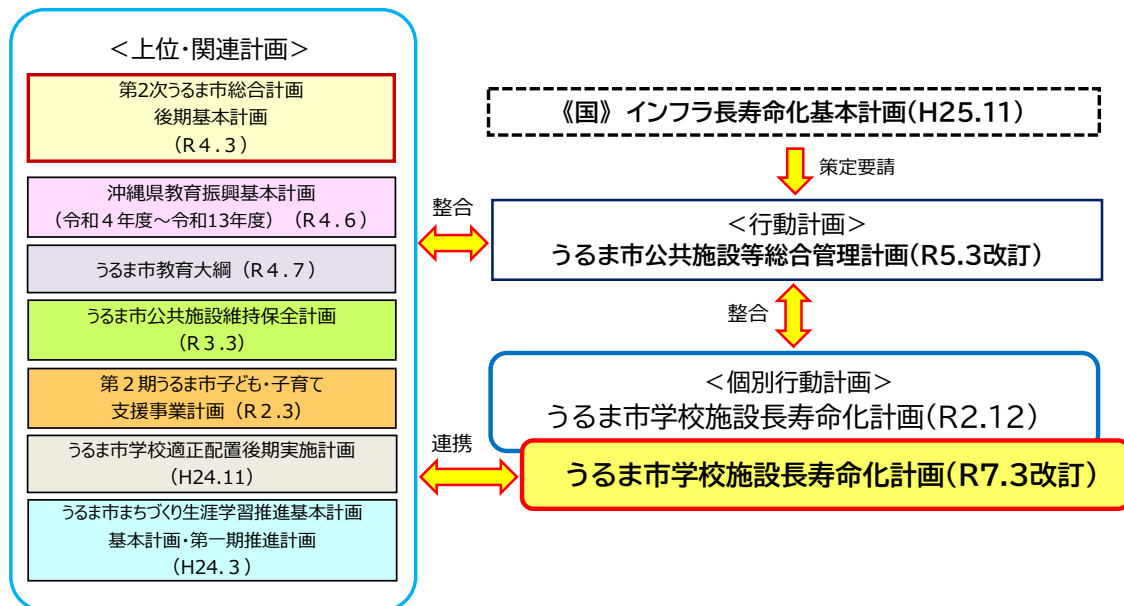 ＜上位・関連計画＞
第2次うるま市総合計画
後期基本計画
（R４.３）
沖縄県教育振興基本計画
（令和４年度～令和13年度）（R４.６）
うるま市教育大綱（R４.７）
うるま市公共施設維持保全計画
（R３.３）
第２期うるま市子ども・子育て
支援事業計画（R２.３）
うるま市学校適正配置後期実施計画
（H24.11）
うるま市まちづくり生涯学習推進基本計画
基本計画・第一期推進計画
（H24.３）
整合
連携
《国》インフラ長寿命化基本計画(H25.11)
策定要請
＜行動計画＞
うるま市公共施設等総合管理計画(R5.3改訂)
整合
＜個別行動計画＞
うるま市学校施設長寿命化計画(R2.12)
うるま市学校施設長寿命化計画(R7.3改訂)